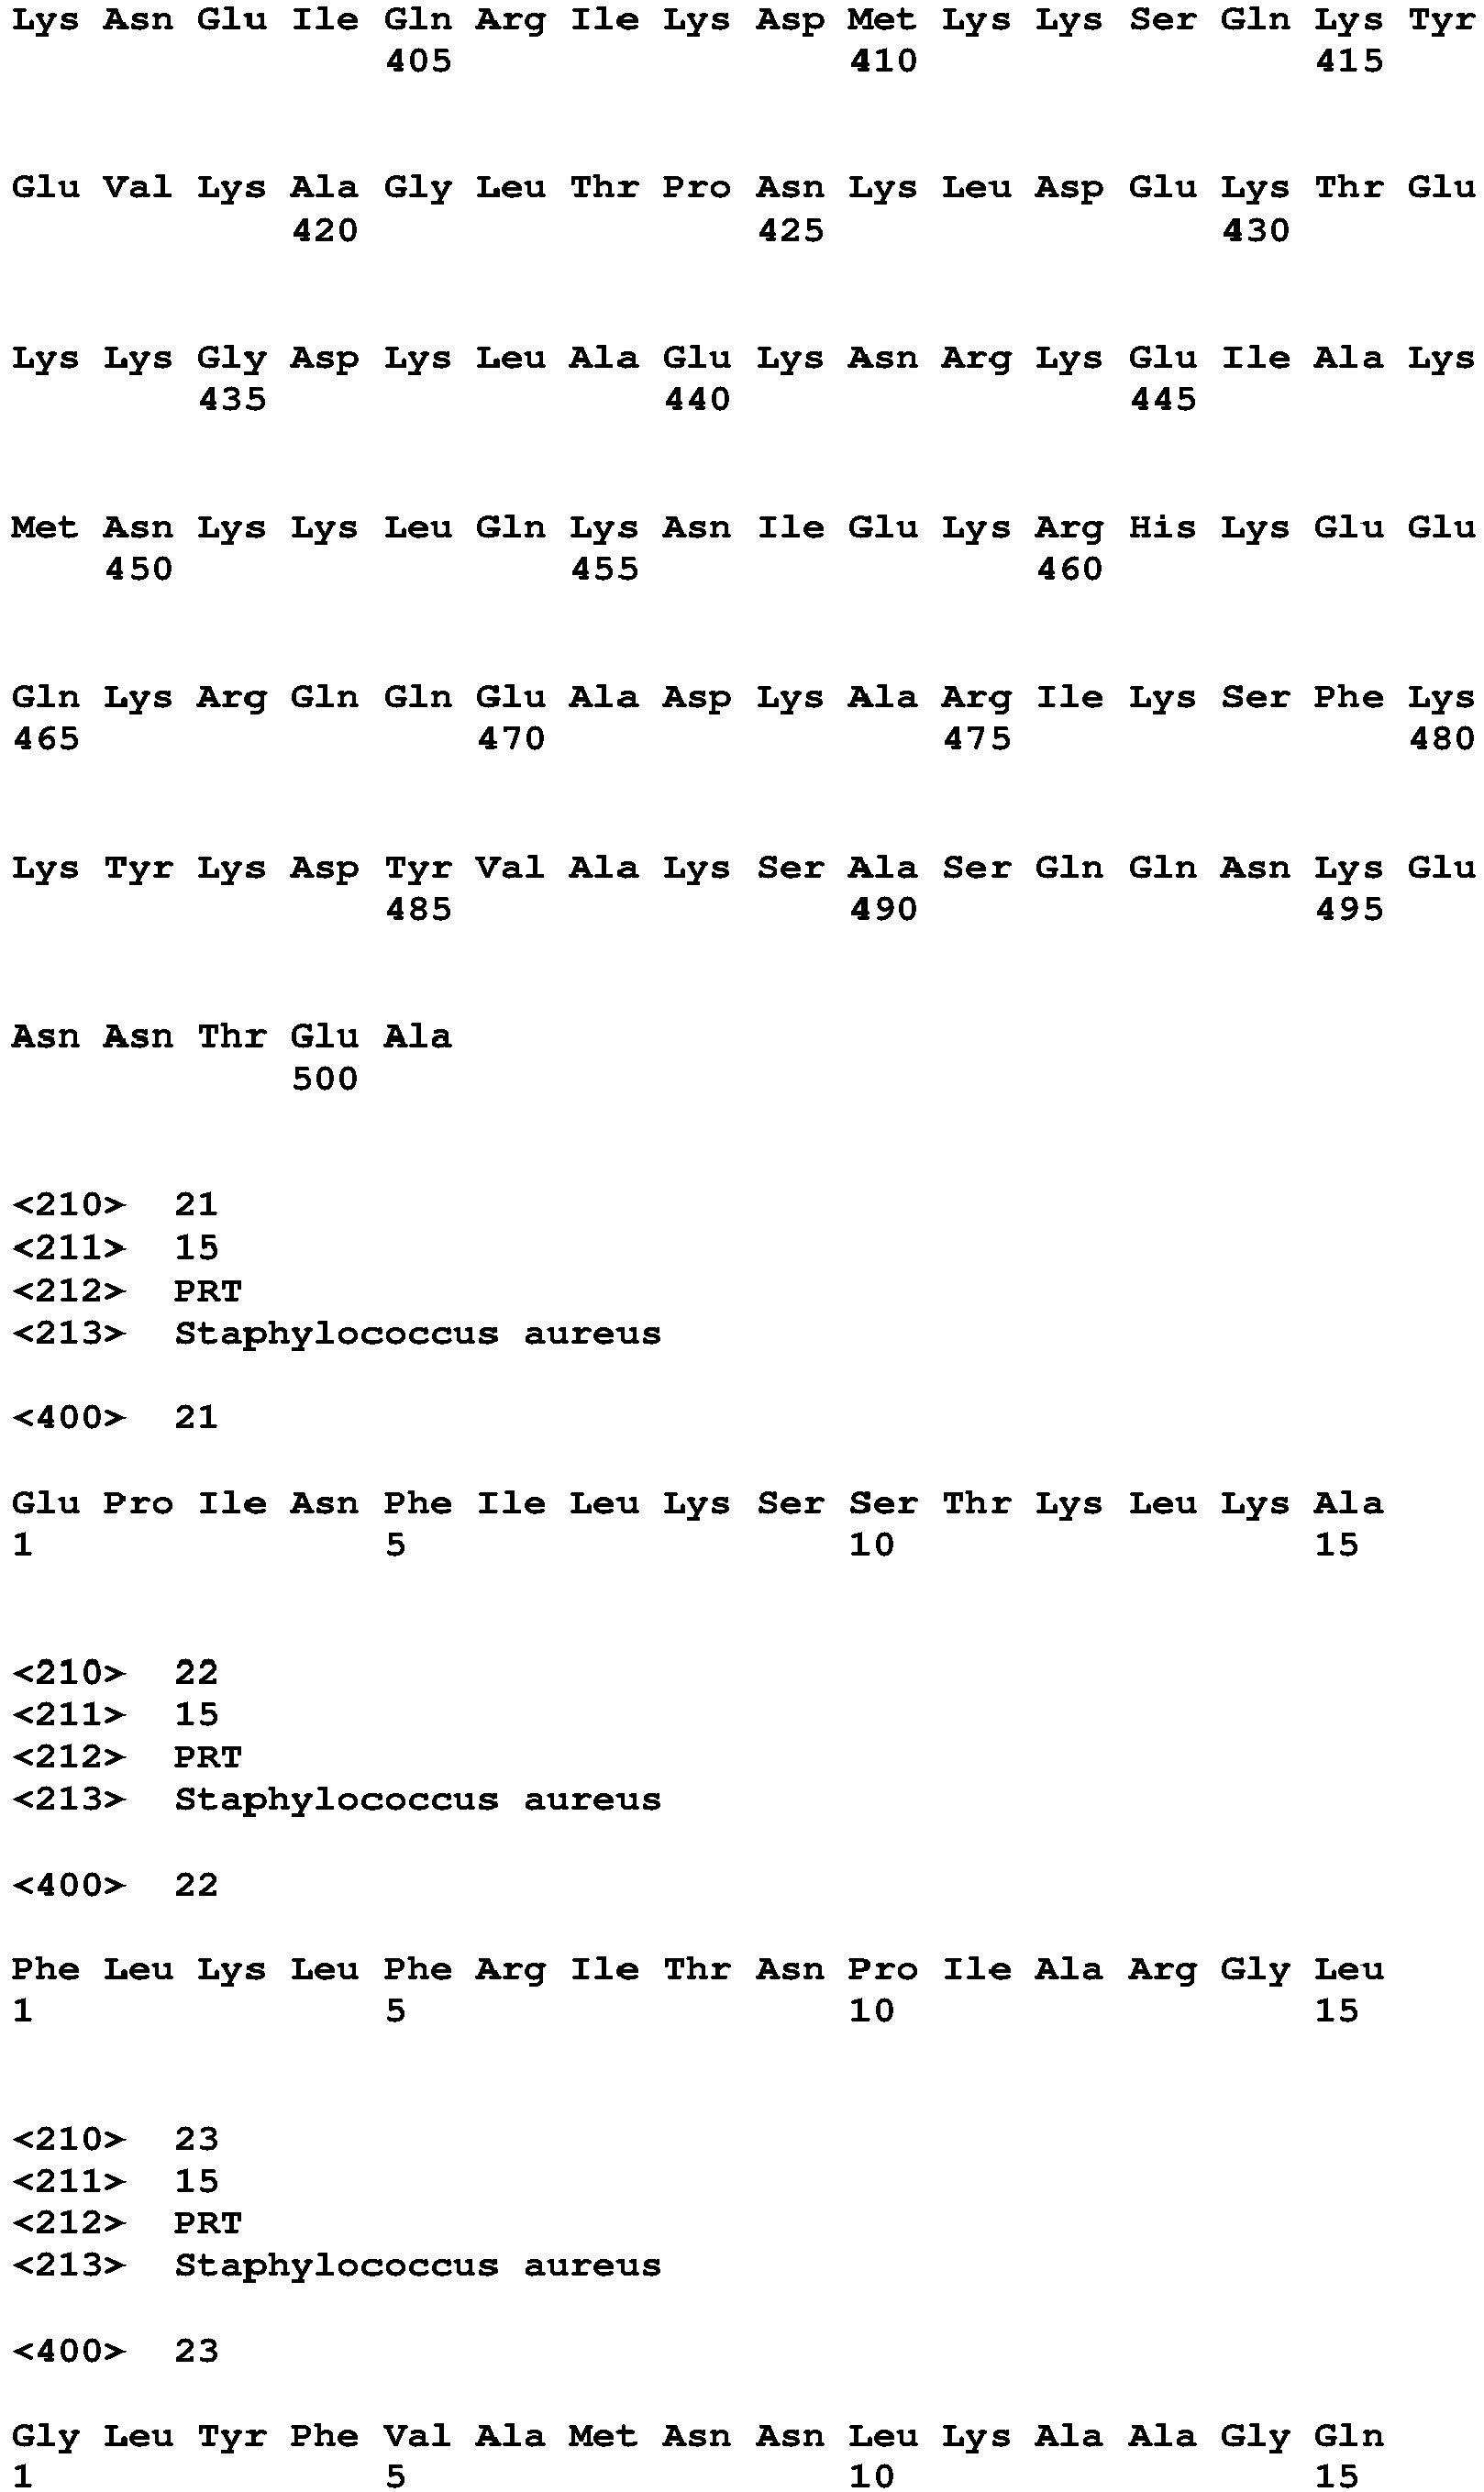 Lys Asn Glu Ile Gln Arg Ile Lys Asp Met Lys Lys Ser Gln Lys Tyr
405 410 415
Glu Val Lys Ala Gly Leu Thr Pro Asn Lys Leu Asp Glu Lys Thr Glu
420 425 430
Lys Lys Gly Asp Lys Leu Ala Glu Lys Asn Arg Lys Glu Ile Ala Lys
435 440 445
Met Asn Lys Lys Leu Gln Lys Asn Ile Glu Lys Arg His Lys Glu Glu
450 455 460
Gln Lys Arg Gln Gln Glu Ala Asp Lys Ala Arg Ile Lys Ser Phe Lys
465 470 475 480
Lys Tyr Lys Asp Tyr Val Ala Lys Ser Ala Ser Gln Gln Asn Lys Glu
485 490 495
Asn Asn Thr Glu Ala
500
<210> 21
<211> 15
<212> PRT
<213> Staphylococcus aureus
<400> 21
Glu Pro Ile Asn Phe Ile Leu Lys Ser Ser Thr Lys Leu Lys Ala
1 5 10 15
<210> 22
<211> 15
<212> PRT
<213> Staphylococcus aureus
<400> 22
Phe Leu Lys Leu Phe Arg Ile Thr Asn Pro Ile Ala Arg Gly Leu
1 5 10 15
<210> 23
<211> 15
<212> PRT
<213> Staphylococcus aureus
<400> 23
Gly Leu Tyr Phe Val Ala Met Asn Asn Leu Lys Ala Ala Gly Gln
1 5 10 15